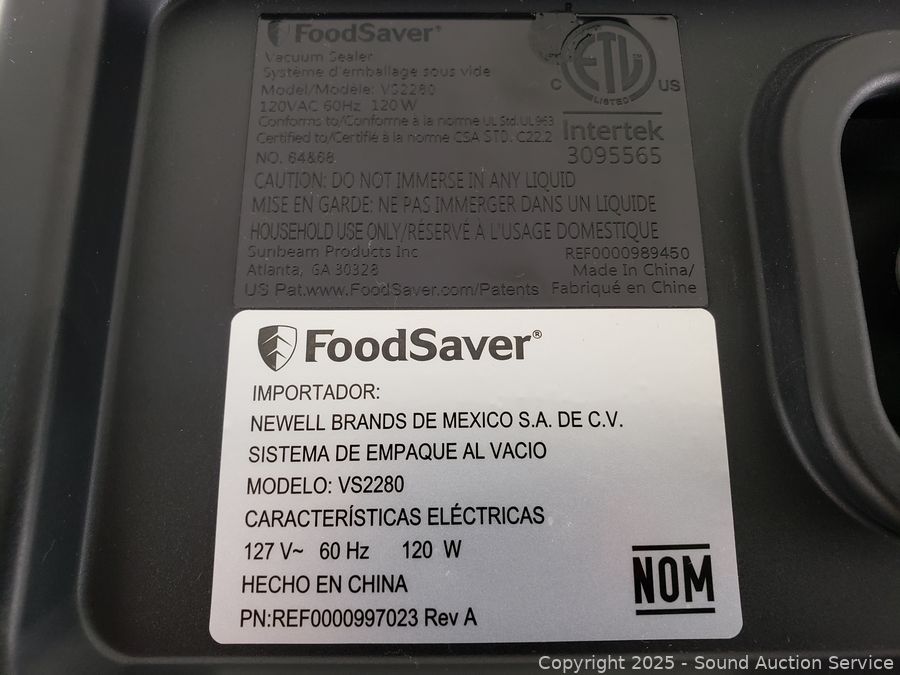 FoodSaver®
Vacuum Sealer
Système d'emballage sous vide
Model/Modèle: VS2280
120VAC 60Hz 120 W
Conforms to/Conforme à la norme UL Std. UL 963
Certified to/Certifié à la norme CSA STD. C22.2
NO. 64&68
C ETL US
LISTED
Intertek
3095565
CAUTION: DO NOT IMMERSE IN ANY LIQUID
MISE EN GARDE: NE PAS IMMERGER DANS UN LIQUIDE
HOUSEHOLD USE ONLY/RÉSERVÉ À L'USAGE DOMESTIQUE
Sunbeam Products Inc
Atlanta, GA 30328
US Pat.www.FoodSaver.com/Patents
REF0000989450
Made In China/
Fabriqué en Chine
FoodSaver®
IMPORTADOR:
NEWELL BRANDS DE MEXICO S.A. DE C.V.
SISTEMA DE EMPAQUE AL VACIO
MODELO: VS2280
CARACTERÍSTICAS ELÉCTRICAS
127 V~ 60 Hz 120 W
HECHO EN CHINA
PN:REF0000997023 Rev A
NOM
Copyright 2025 - Sound Auction Service